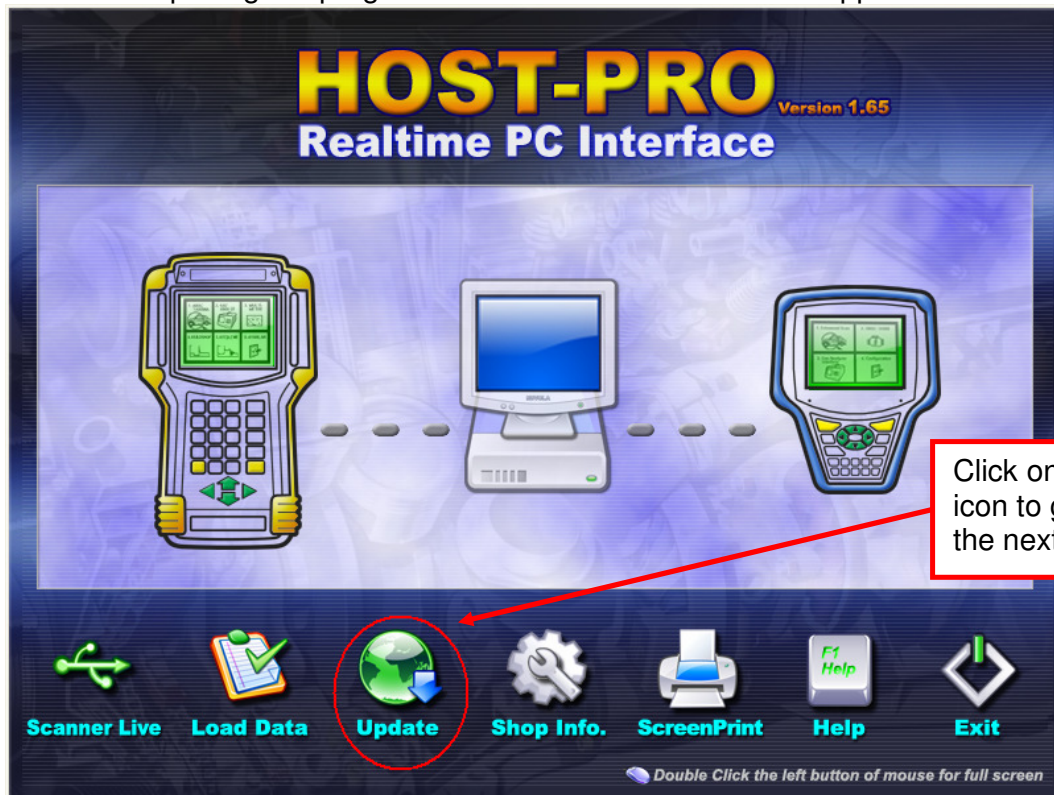 HOST-PRO
Version 1.65
Realtime PC Interface
Click on
icon to
the next
F1
Help
Scanner Live
Load Data
Update
Shop Info.
ScreenPrint
Help
Exit
Double Click the left button of mouse for full screen